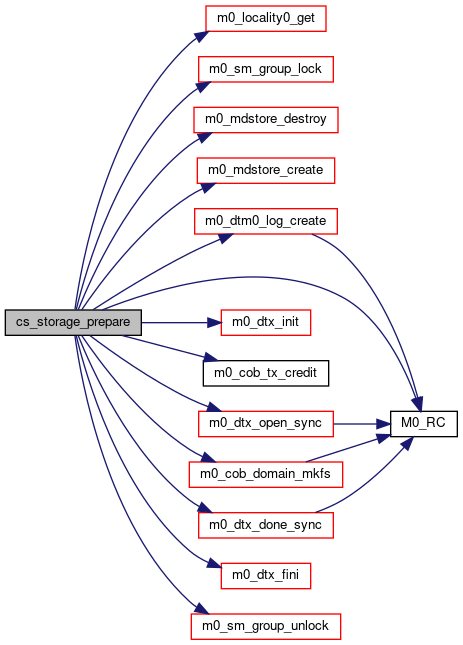 m0_locality0_get
m0_sm_group_lock
m0_mdstore_destroy
m0_mdstore_create
m0_dtm0_log_create
cs_storage_prepare
m0_dtx_init
m0_cob_tx_credit
m0_dtx_open_sync
M0_RC
m0_cob_domain_mkfs
m0_dtx_done_sync
m0_dtx_fini
m0_sm_group_unlock